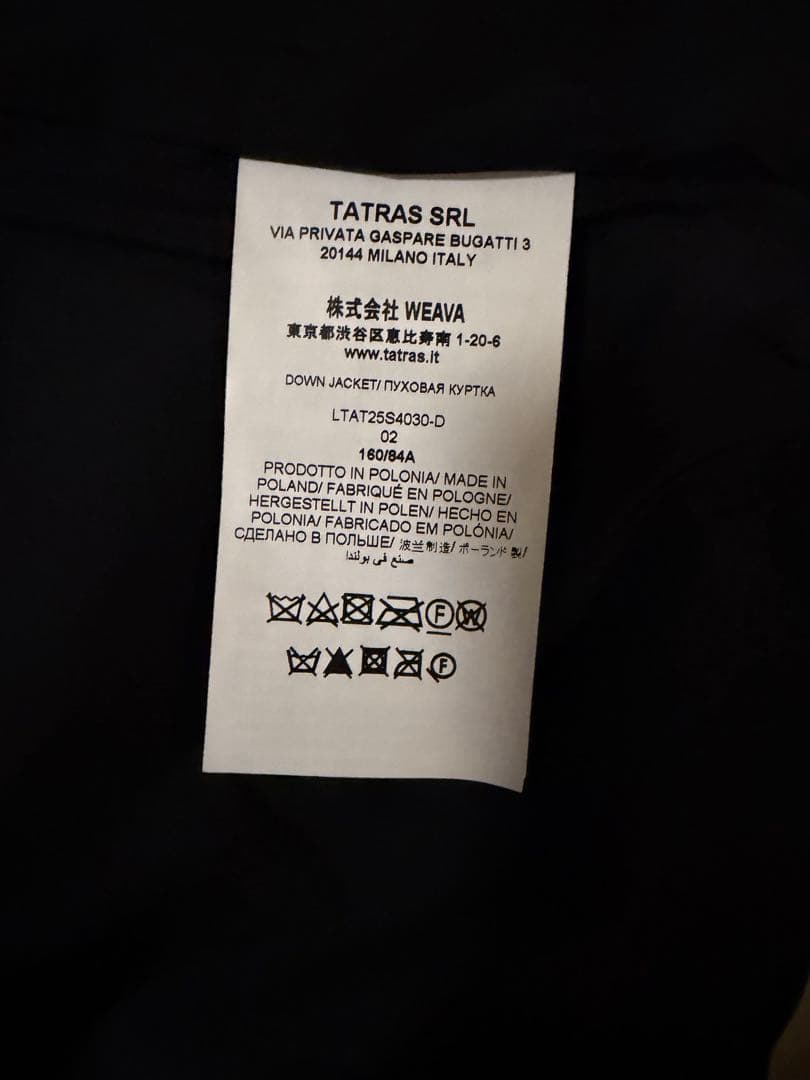 TATRAS SRL
VIA PRIVATA GASPARE BUGATTI 3
20144 MILANO ITALY
株式会社 WEAVA
東京都渋谷区恵比寿南 1-20-6
www.tatras.it
DOWN JACKET/ ПУХОВАЯ КУРТКА
LTAT25S4030-D
02
160/84A
PRODOTTO IN POLONIA/ MADE IN
POLAND/ FABRIQUÉ EN POLOGNE/
HERGESTELLT IN POLEN/ HECHO EN
POLONIA/ FABRICADO EM POLÓNIA/
СДЕЛАНО В ПОЛЬШЕ/ 波兰制造/ ポーランド製/
صنع في بولندا
F W
F